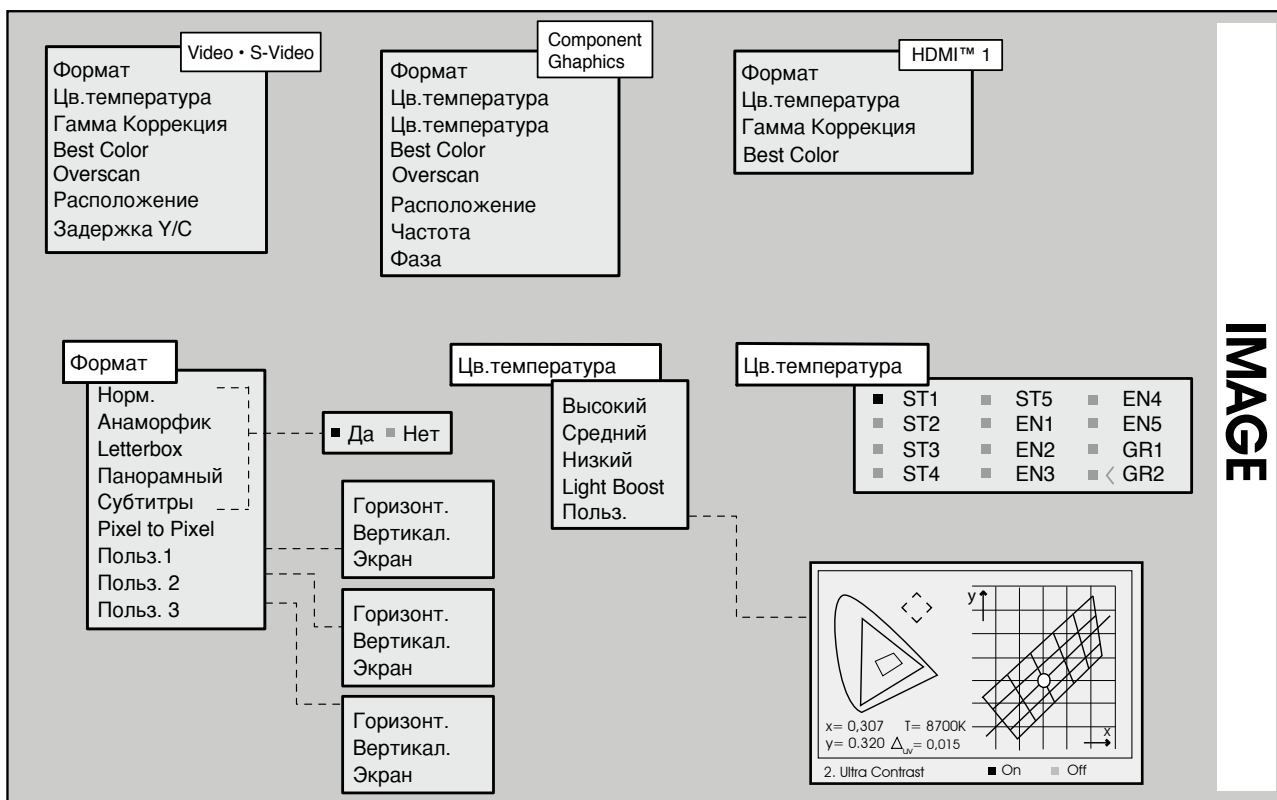 Video • S-Video
Формат
Цв.температура
Гамма Коррекция
Best Color
Overscan
Расположение
Задержка Y/C
Component
Ghaphics
Формат
Цв.температура
Цв.температура
Best Color
Overscan
Расположение
Частота
Фаза
HDMI™ 1
Формат
Цв.температура
Гамма Коррекция
Best Color
IMAGE
Формат
Норм.
Анаморфик
Letterbox
Панорамный
Субтитры
Pixel to Pixel
Польз.1
Польз. 2
Польз. 3
Да Нет
Горизонт.
Вертикал.
Экран
Горизонт.
Вертикал.
Экран
Горизонт.
Вертикал.
Экран
Цв.температура
Высокий
Средний
Низкий
Light Boost
Польз.
Цв.температура
ST1 ST5 EN4
ST2 EN1 EN5
ST3 EN2 GR1
ST4 EN3 GR2
y
x
x= 0,307 T= 8700K
y= 0.320 △uv= 0,015
2. Ultra Contrast On Off